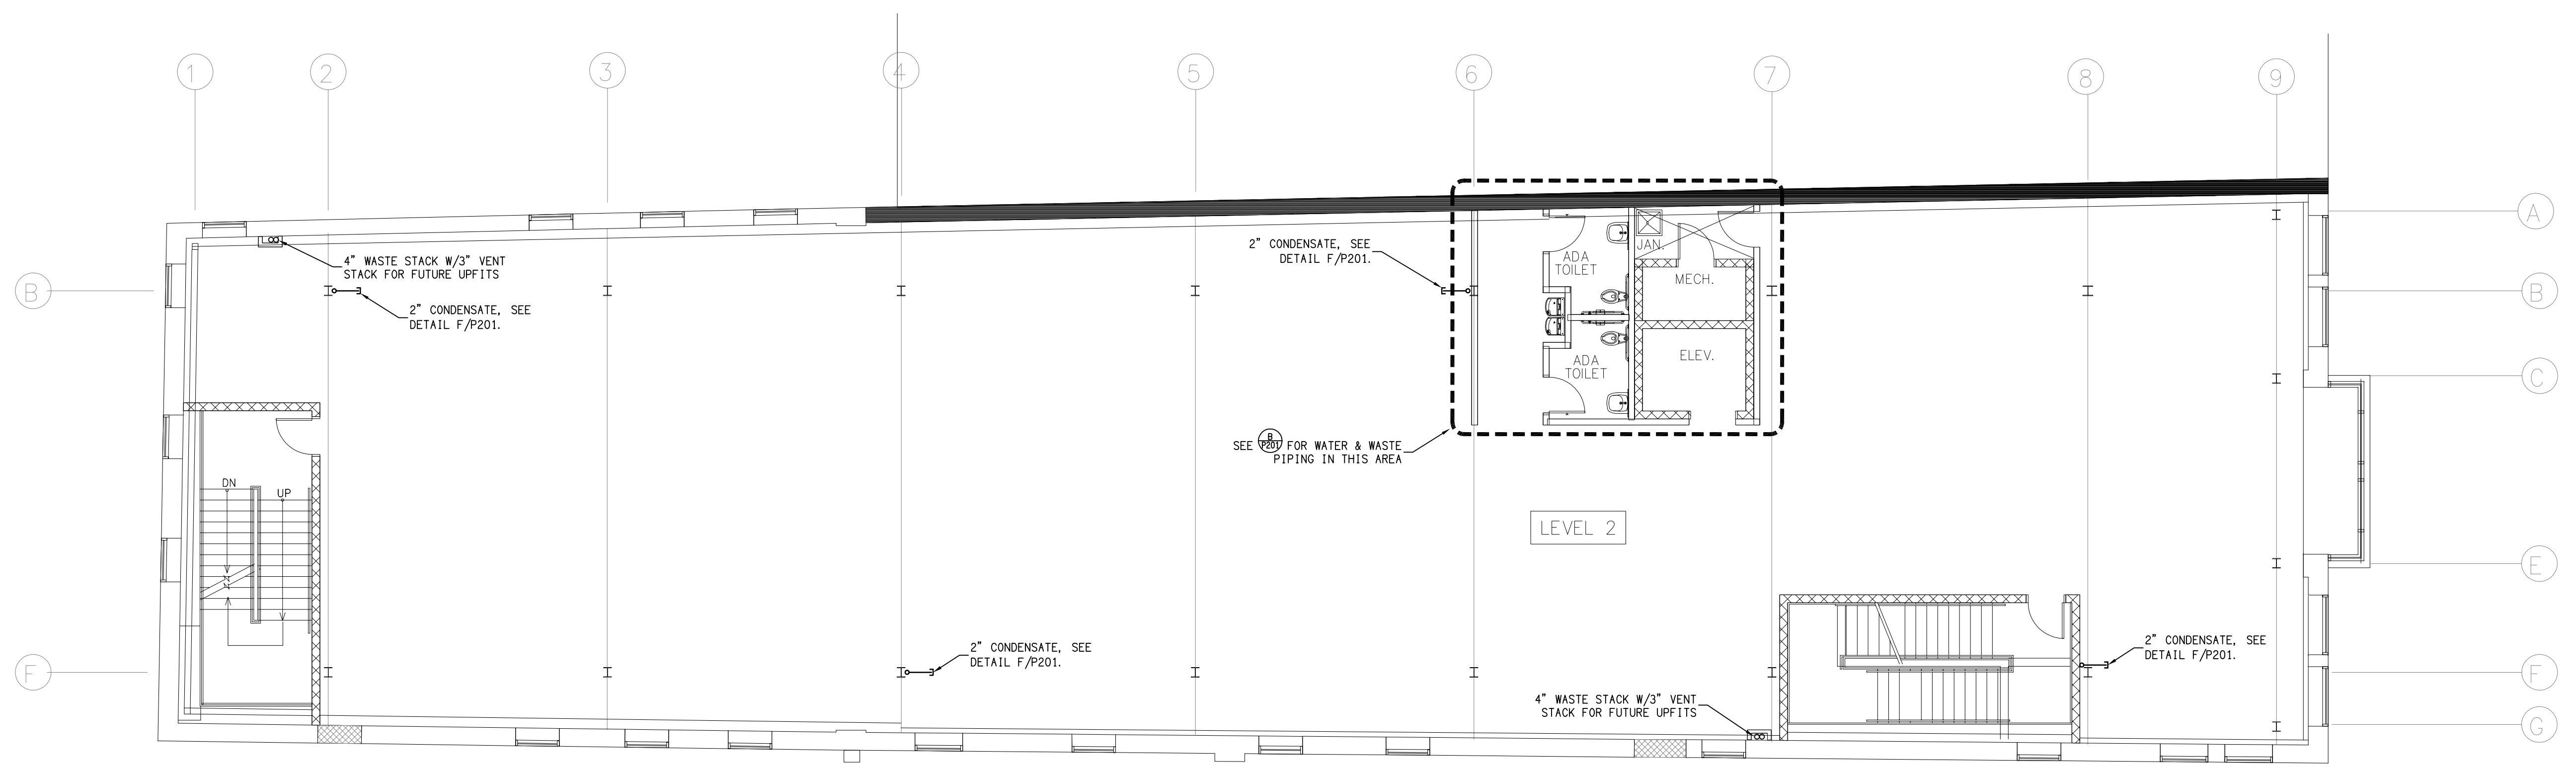 1
2
3
4
5
6
7
8
9
A
B
B
C
E
F
F
G
4" WASTE STACK W/3" VENT
STACK FOR FUTURE UPFITS
2" CONDENSATE, SEE
DETAIL F/P201.
2" CONDENSATE, SEE
DETAIL F/P201.
ADA
TOILET
JAN.
MECH.
ADA
TOILET
ELEV.
SEE B P201 FOR WATER & WASTE
PIPING IN THIS AREA
DN
UP
LEVEL 2
2" CONDENSATE, SEE
DETAIL F/P201.
2" CONDENSATE, SEE
DETAIL F/P201.
4" WASTE STACK W/3" VENT
STACK FOR FUTURE UPFITS